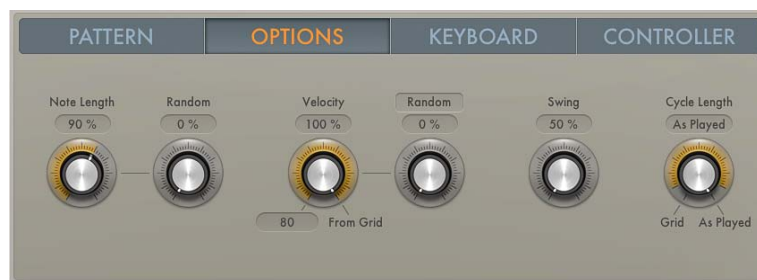 PATTERN OPTIONS KEYBOARD CONTROLLER
Note Length Random Velocity Random Swing Cycle Length
90 % 0 % 100 % 0 % 50 % As Played
80 From Grid Grid As Played